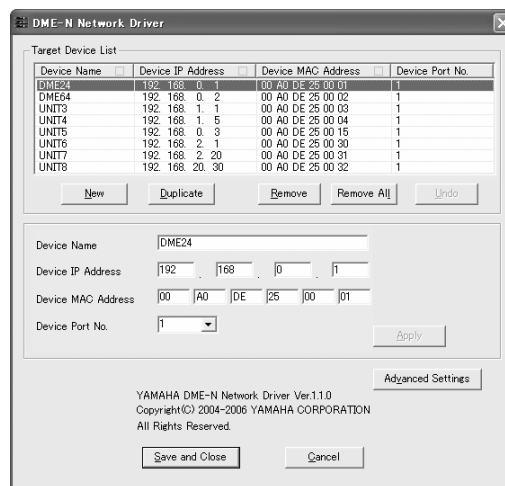 DME-N Network Driver
Target Device List
Device Name Device IP Address Device MAC Address Device Port No.
DME24 192. 168. 0. 1 00 A0 DE 25 00 01 1
DME64 192. 168. 0. 2 00 A0 DE 25 00 02 1
UNIT3 192. 168. 1. 1 00 A0 DE 25 00 03 1
UNIT4 192. 168. 1. 5 00 A0 DE 25 00 04 1
UNIT5 192. 168. 0. 3 00 A0 DE 25 00 15 1
UNIT6 192. 168. 2. 1 00 A0 DE 25 00 30 1
UNIT7 192. 168. 2. 20 00 A0 DE 25 00 31 1
UNIT8 192. 168. 20. 30 00 A0 DE 25 00 32 1
New Duplicate Remove Remove All Undo
Device Name DME24
Device IP Address 192 . 168 . 0 . 1
Device MAC Address 00 A0 DE 25 00 01
Device Port No. 1
Apply
Advanced Settings
YAMAHA DME-N Network Driver Ver.1.1.0
Copyright(C) 2004-2006 YAMAHA CORPORATION
All Rights Reserved.
Save and Close Cancel